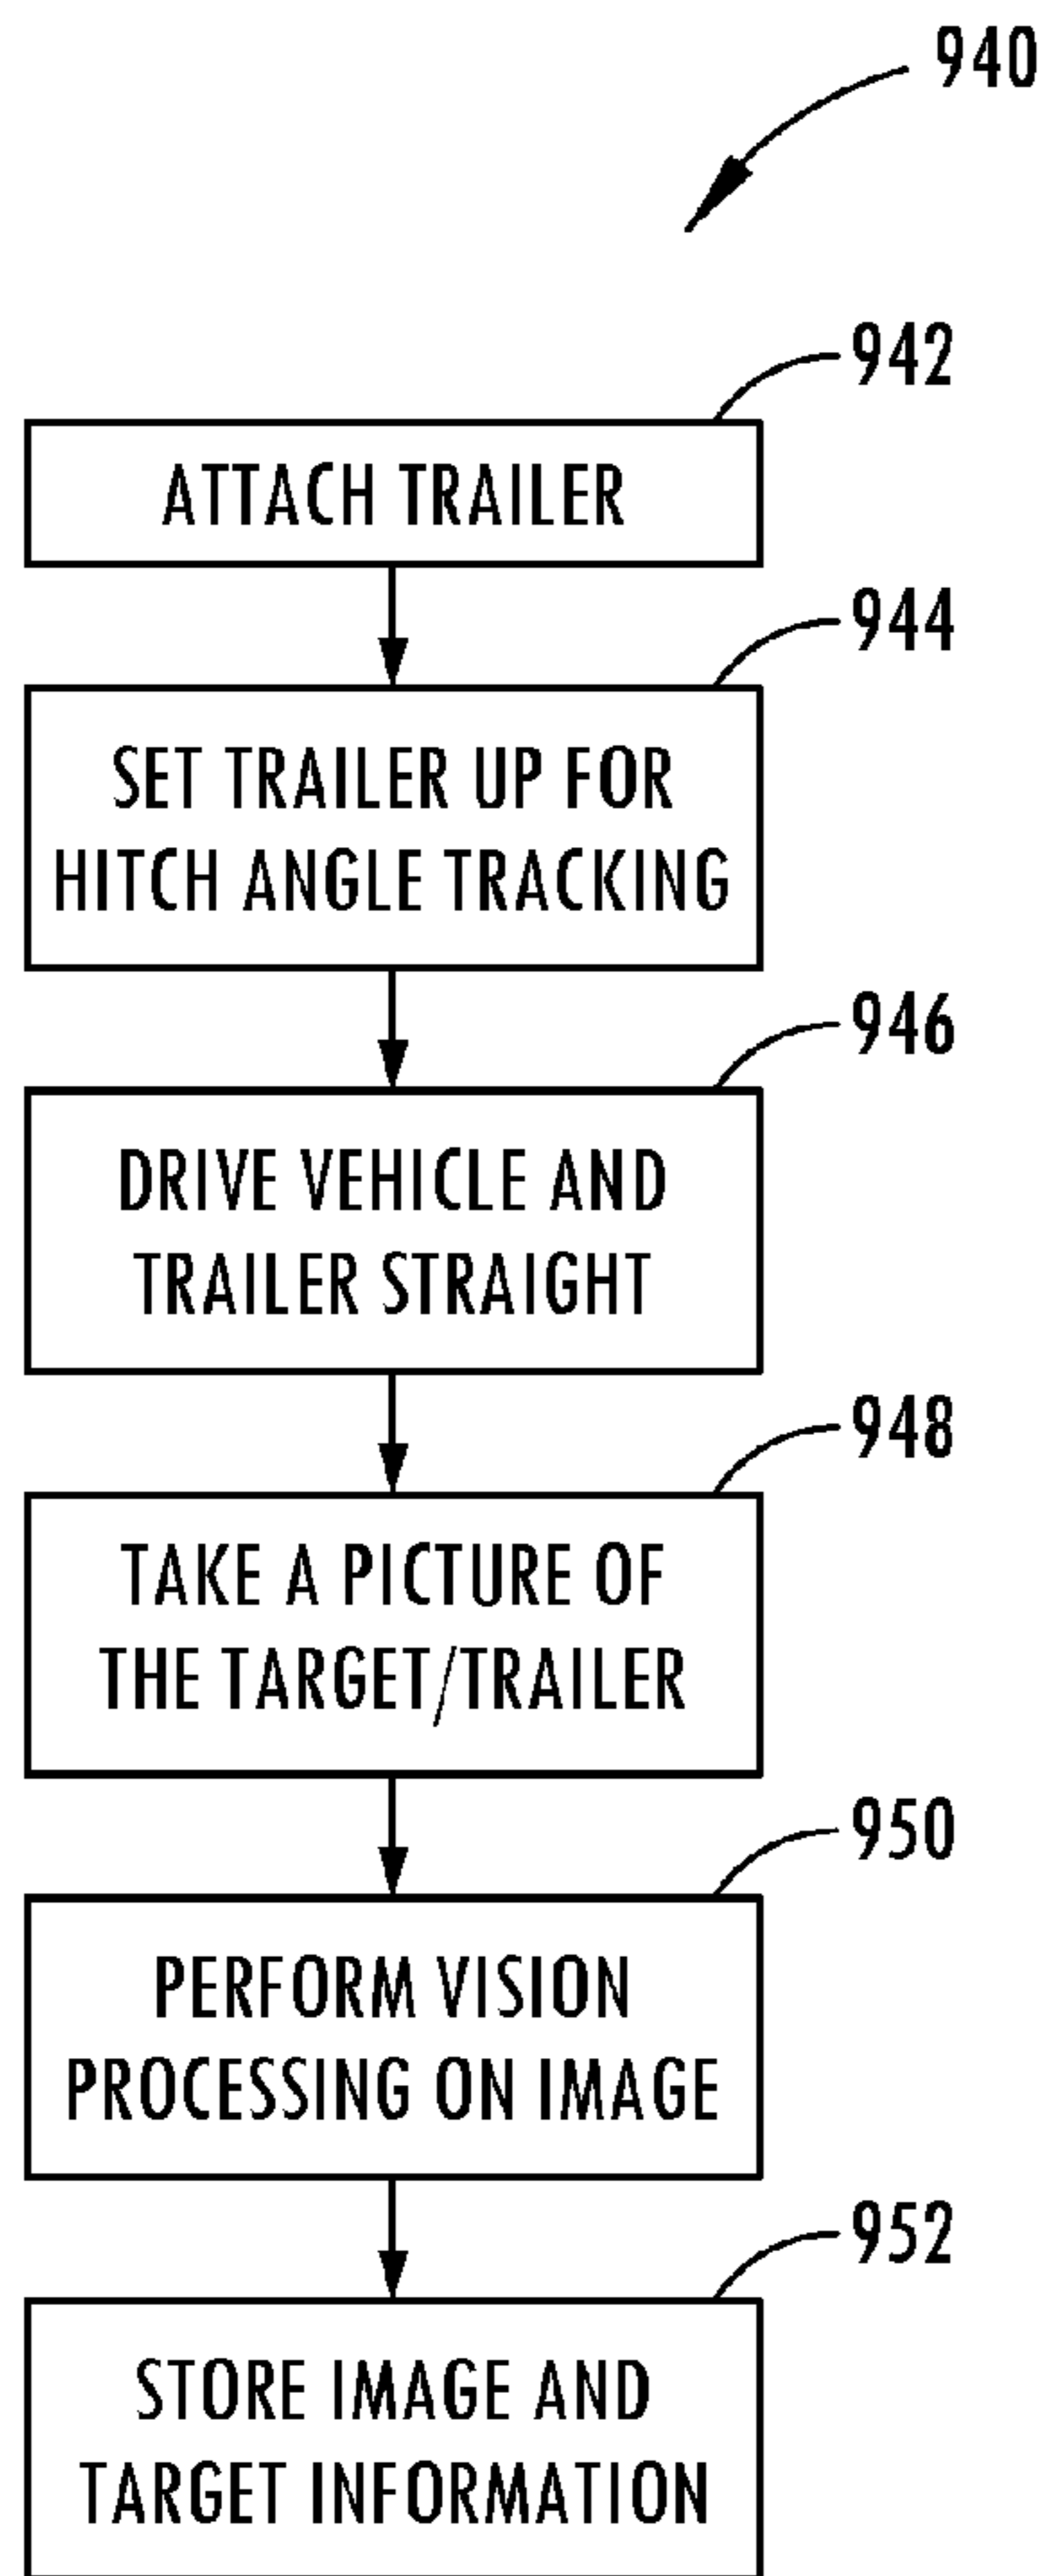 940
942
ATTACH TRAILER
944
SET TRAILER UP FOR
HITCH ANGLE TRACKING
946
DRIVE VEHICLE AND
TRAILER STRAIGHT
948
TAKE A PICTURE OF
THE TARGET/TRAILER
950
PERFORM VISION
PROCESSING ON IMAGE
952
STORE IMAGE AND
TARGET INFORMATION